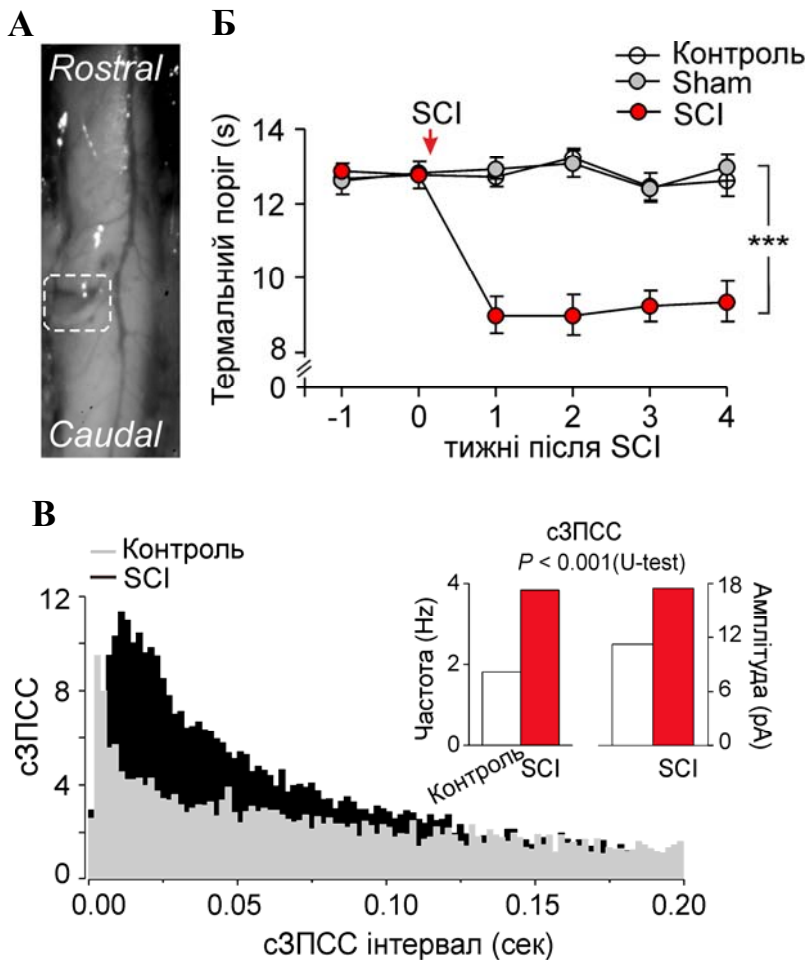 А
Rostral
Caudal
Б
Контроль
Sham
SCI
SCI
Термальний поріг (s)
14
12
10
8
0
***
-1 0 1 2 3 4
тижні після SCI
В
Контроль
SCI
сЗПСС
12
8
4
0
0.00 0.05 0.10 0.15 0.20
сЗПСС інтервал (сек)
сЗПСС
P < 0.001(U-test)
Частота (Hz)
4
2
0
Контроль
SCI
SCI
18
12
6
0
Амплітуда (pA)